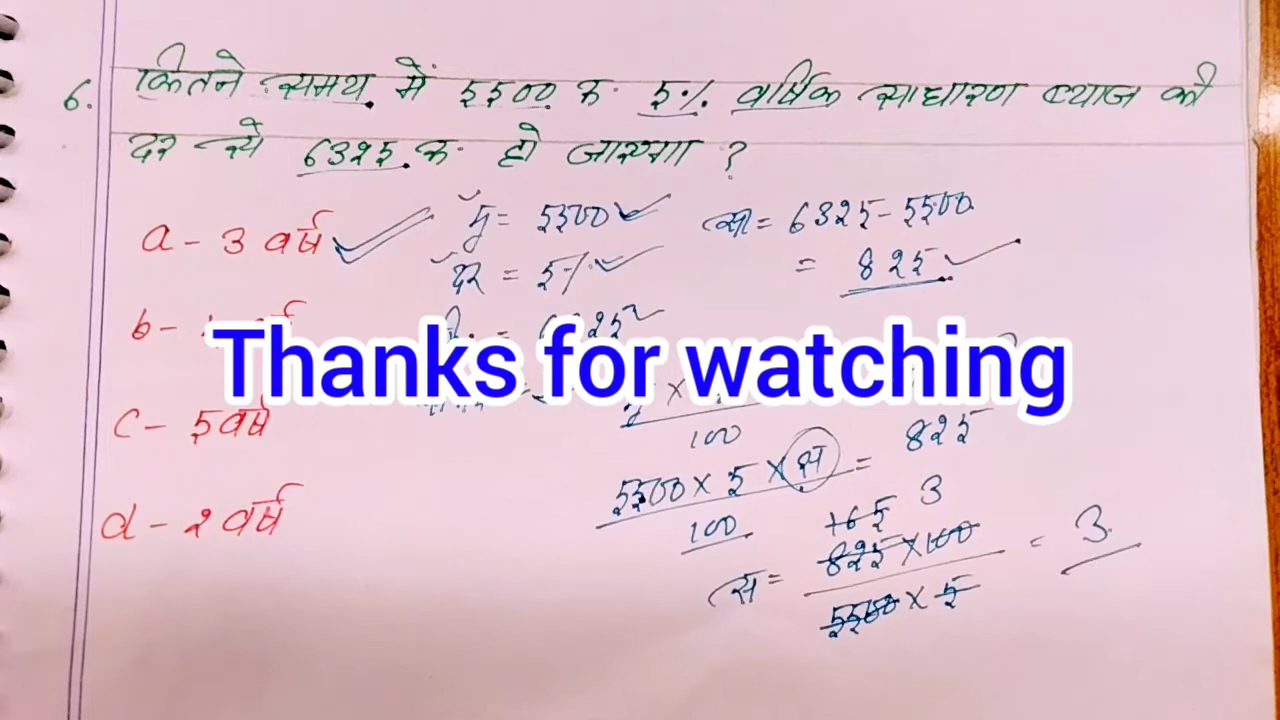 6. कितने समय में 5500 रु. 5% वार्षिक साधारण ब्याज की
दर से 6325 रु. हो जाएगा ?
a - 3 वर्ष
मू = 5500
दर = 5%
सा = 6325 - 5500
= 825
b -
Thanks for watching
c - 5 वर्ष
100
5500 × 5 × स = 825
100
d - 2 वर्ष
165 3
स = 825 × 100 = 3
5500 × 5